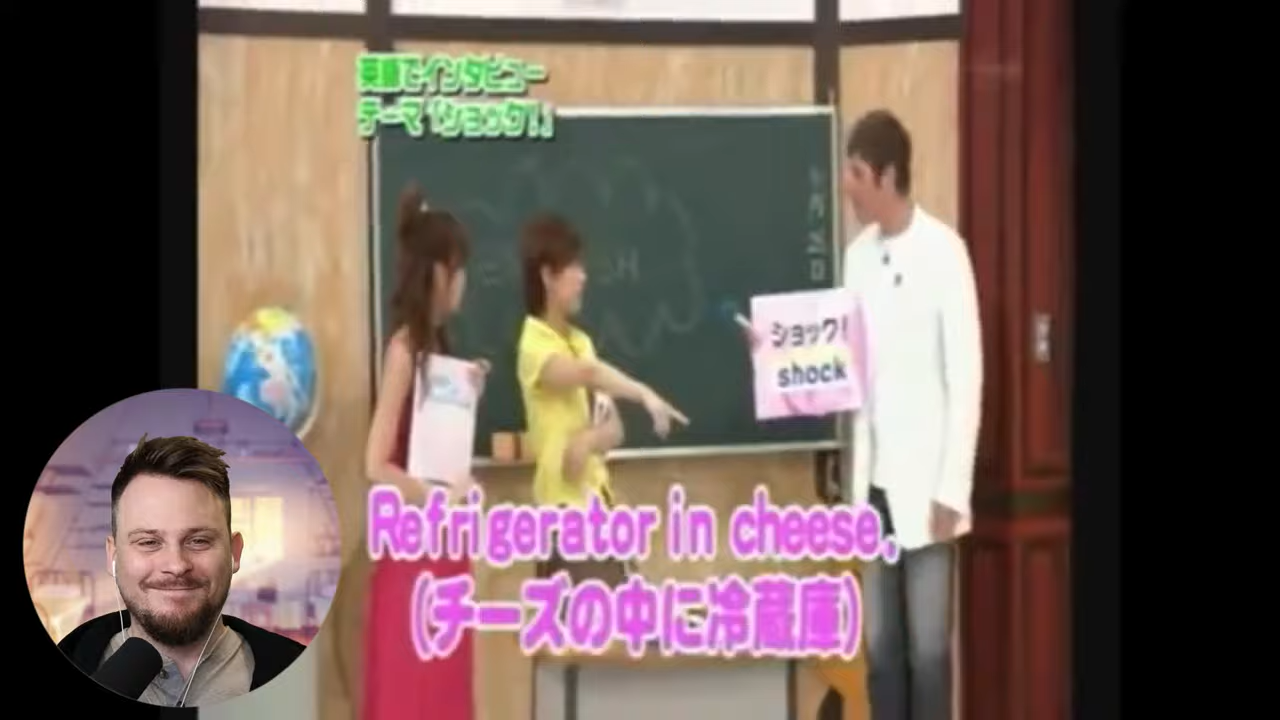 英語でインタビュー
テーマ「ショック!」
ショック!
shock
Refrigerator in cheese.
(チーズの中に冷蔵庫)